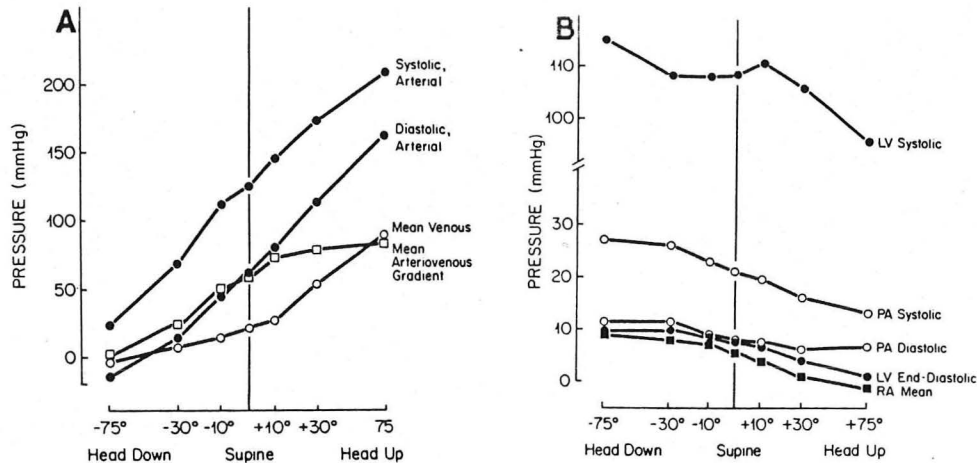 A
PRESSURE (mmHg)
200
150
100
50
0
Systolic,
Arterial
Diastolic,
Arterial
Mean Venous
Mean
Arteriovenous
Gradient
-75° -30° -10° +10° +30° 75
Head Down Supine Head Up
B
PRESSURE (mmHg)
110
100
30
20
10
0
LV Systolic
PA Systolic
PA Diastolic
LV End-Diastolic
RA Mean
-75° -30° -10° +10° +30° +75°
Head Down Supine Head Up